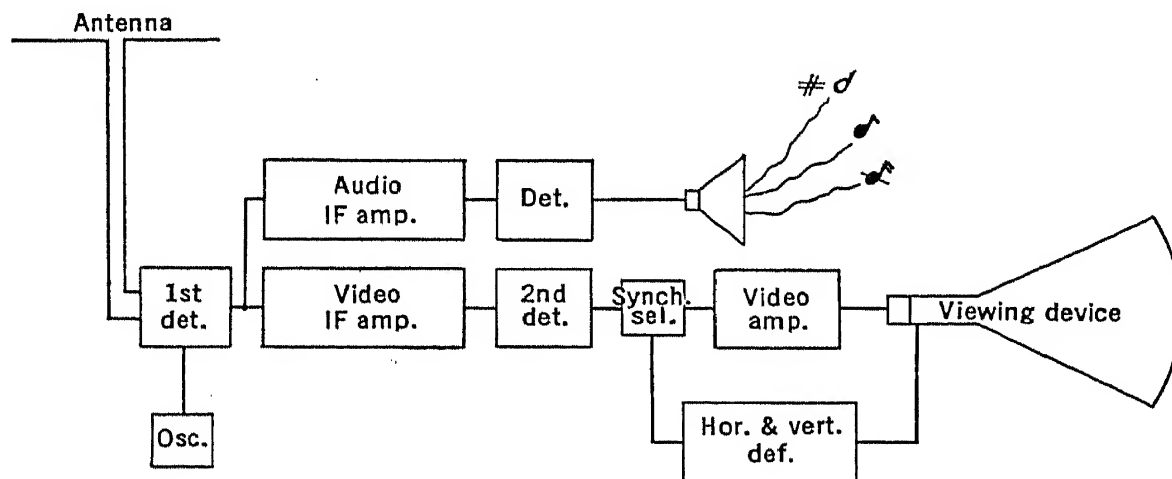 Antenna
Audio
IF amp.
Det.
1st
det.
Video
IF amp.
2nd
det.
Synch.
sel.
Video
amp.
Viewing device
Osc.
Hor. & vert.
def.